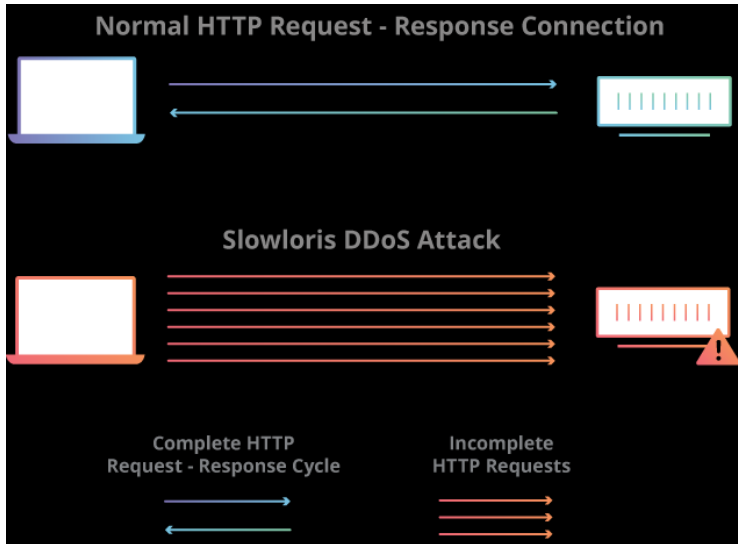 Normal HTTP Request - Response Connection
Slowloris DDoS Attack
Complete HTTP
Request - Response Cycle
Incomplete
HTTP Requests